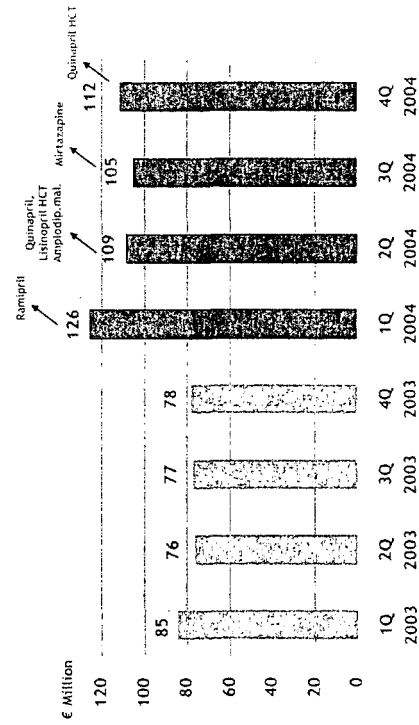 € Million
120
100
80
60
40
20
0
85
76
77
78
126
109
105
112
Ramipril
Quinapril,
Lisinopril HCT
Amplodip. mal.
Mirtazapine
Quinapril HCT
1Q
2003
2Q
2003
3Q
2003
4Q
2003
1Q
2004
2Q
2004
3Q
2004
4Q
2004